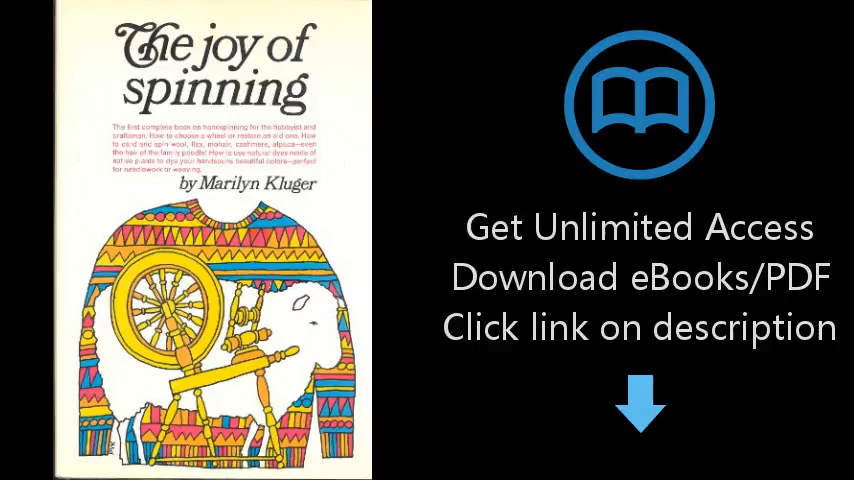 The joy of
spinning
The first complete book on handspinning for the hobbyist and
craftsman. How to choose a wheel or restore an old one. How
to card and spin wool, flax, mohair, cashmere, alpaca—even
the hair of the family poodle! How to use natural dyes made of
native plants to dye your handspuns beautiful colors—perfect
for needlework or weaving.
by Marilyn Kluger
Get Unlimited Access
Download eBooks/PDF
Click link on description